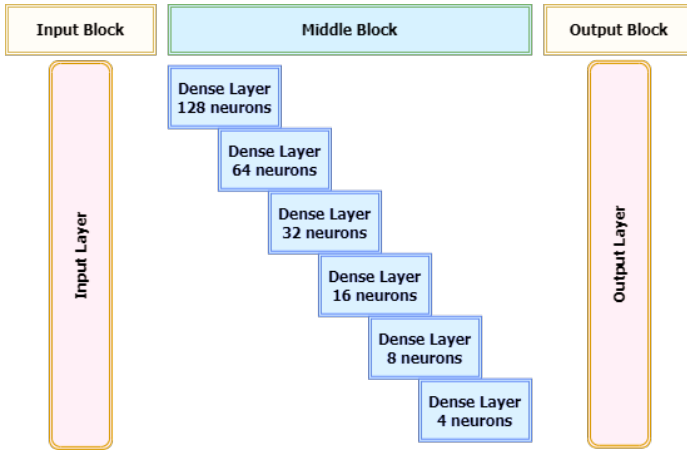 Input Block
Middle Block
Output Block
Input Layer
Dense Layer
128 neurons
Dense Layer
64 neurons
Dense Layer
32 neurons
Dense Layer
16 neurons
Dense Layer
8 neurons
Dense Layer
4 neurons
Output Layer